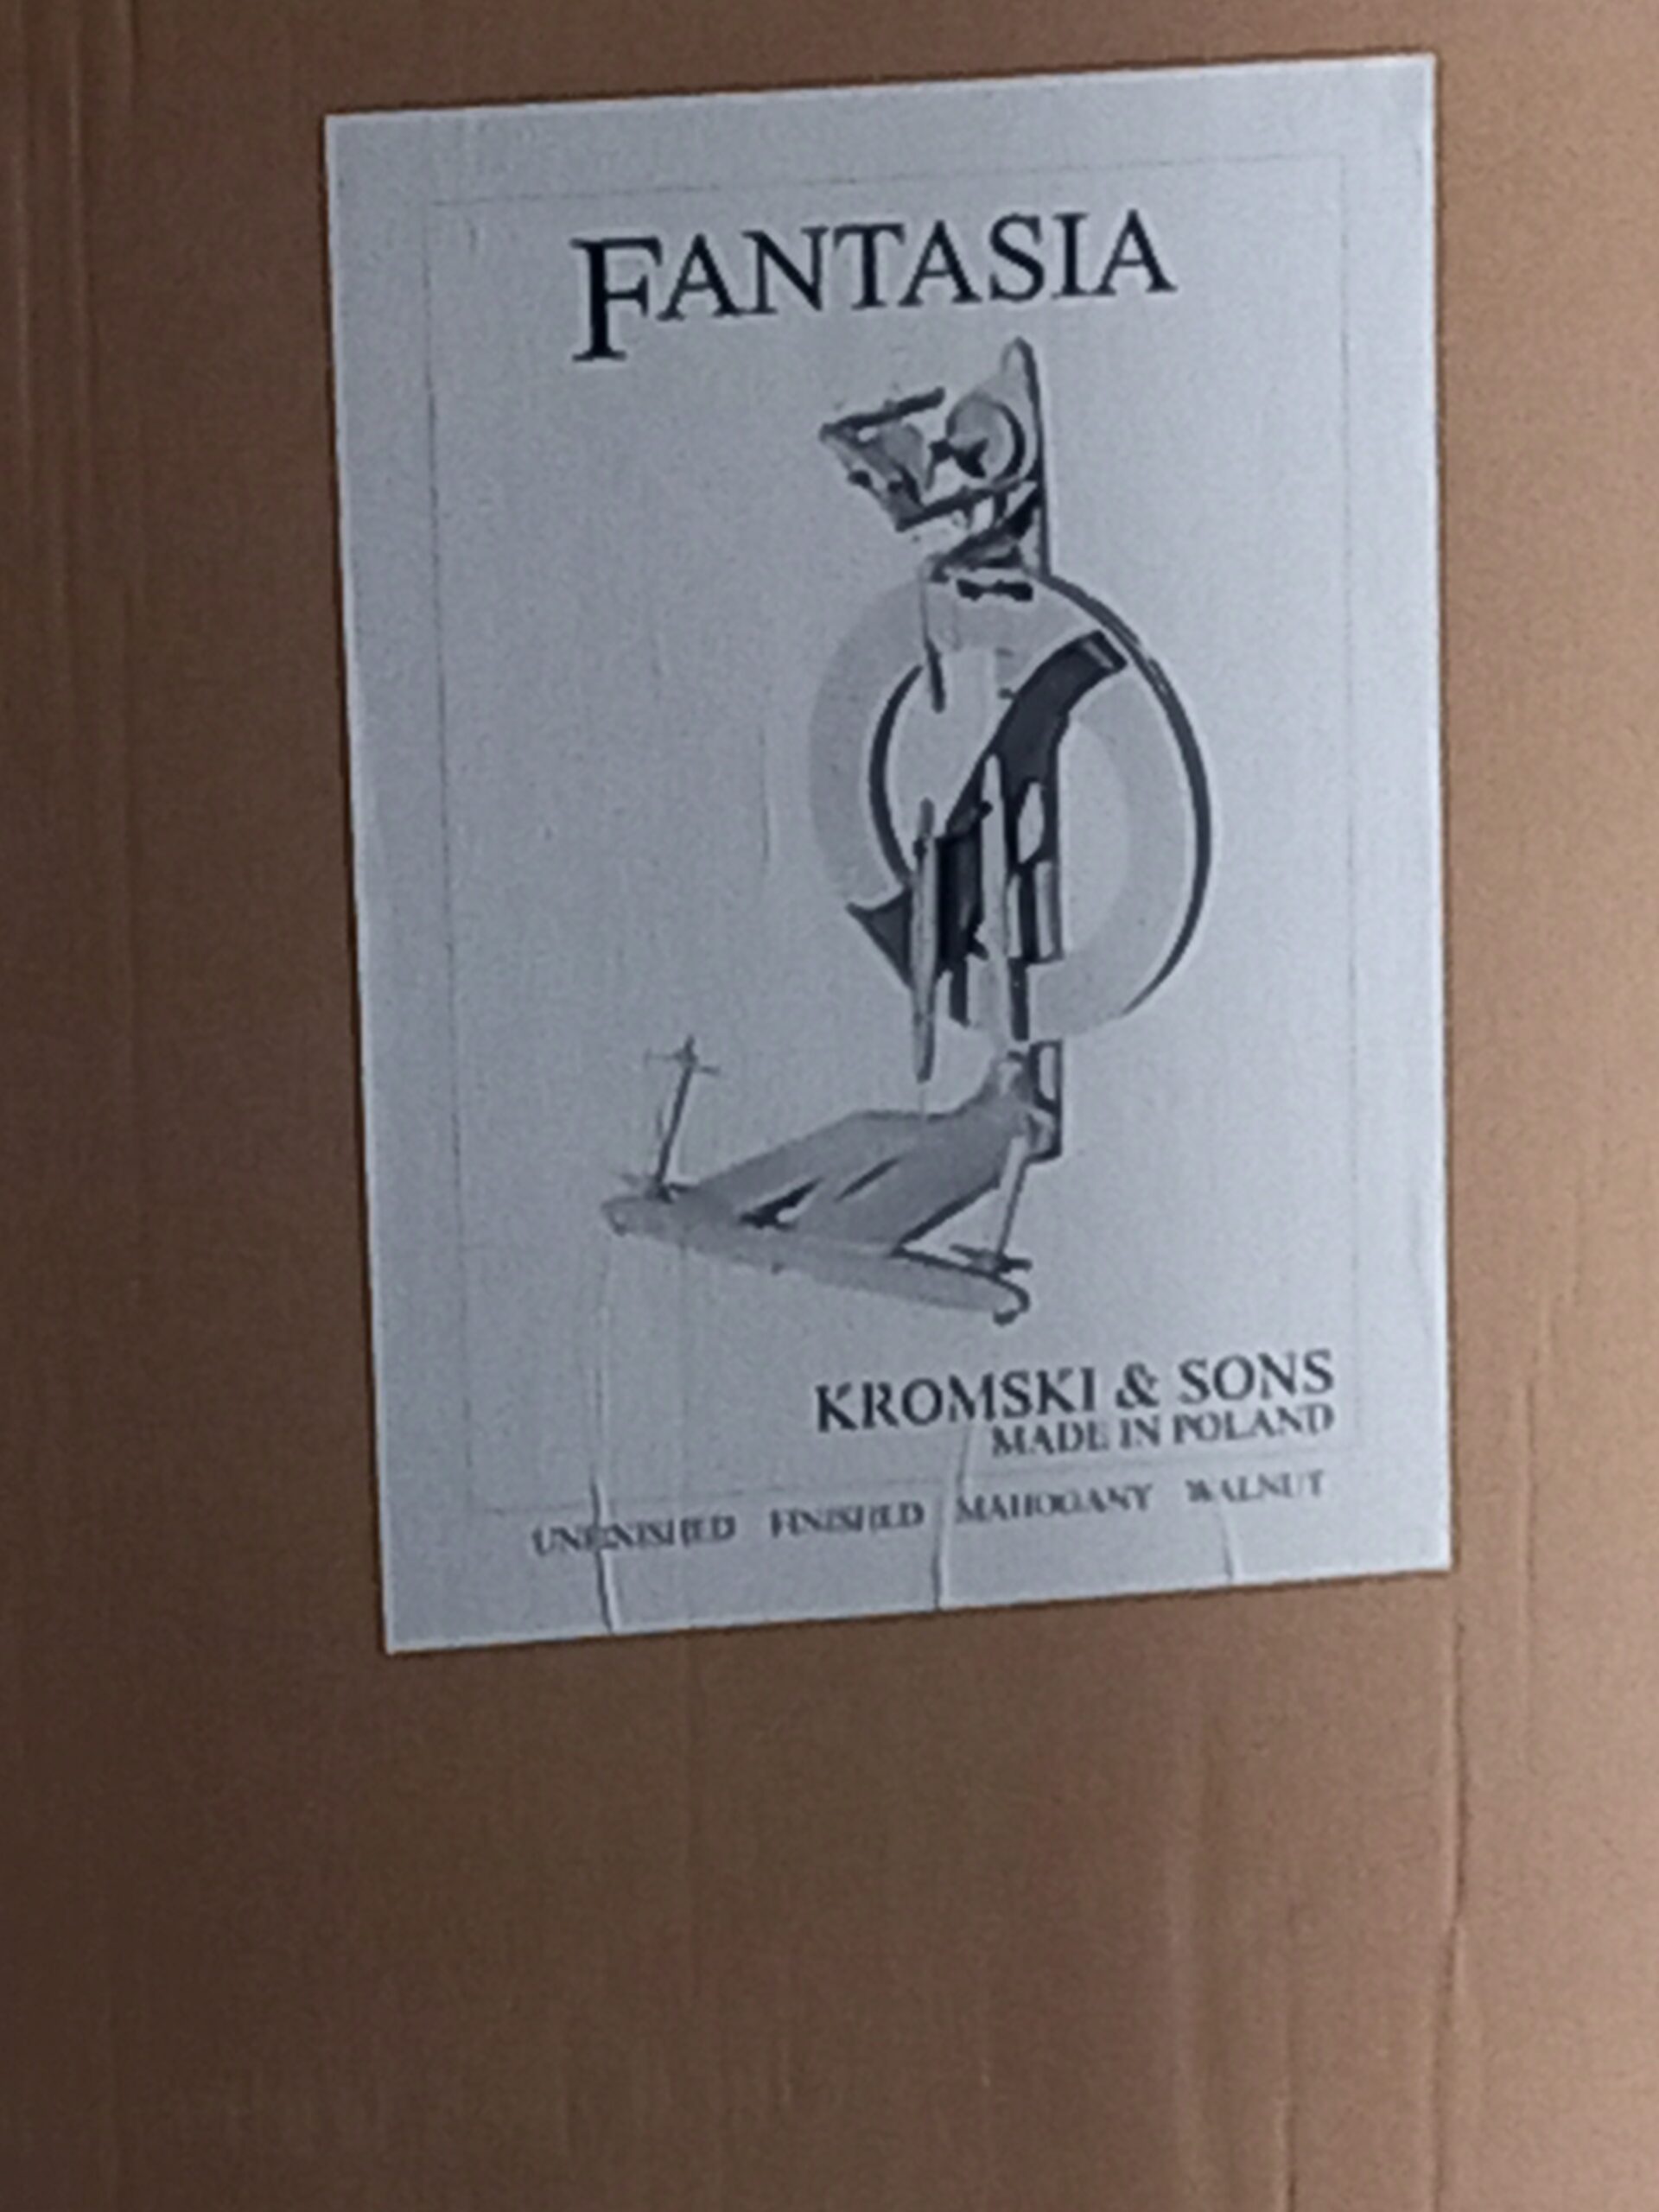 FANTASIA
KROMSKI & SONS
MADE IN POLAND
UNFINISHED FINISHED MAHOGANY WALNUT